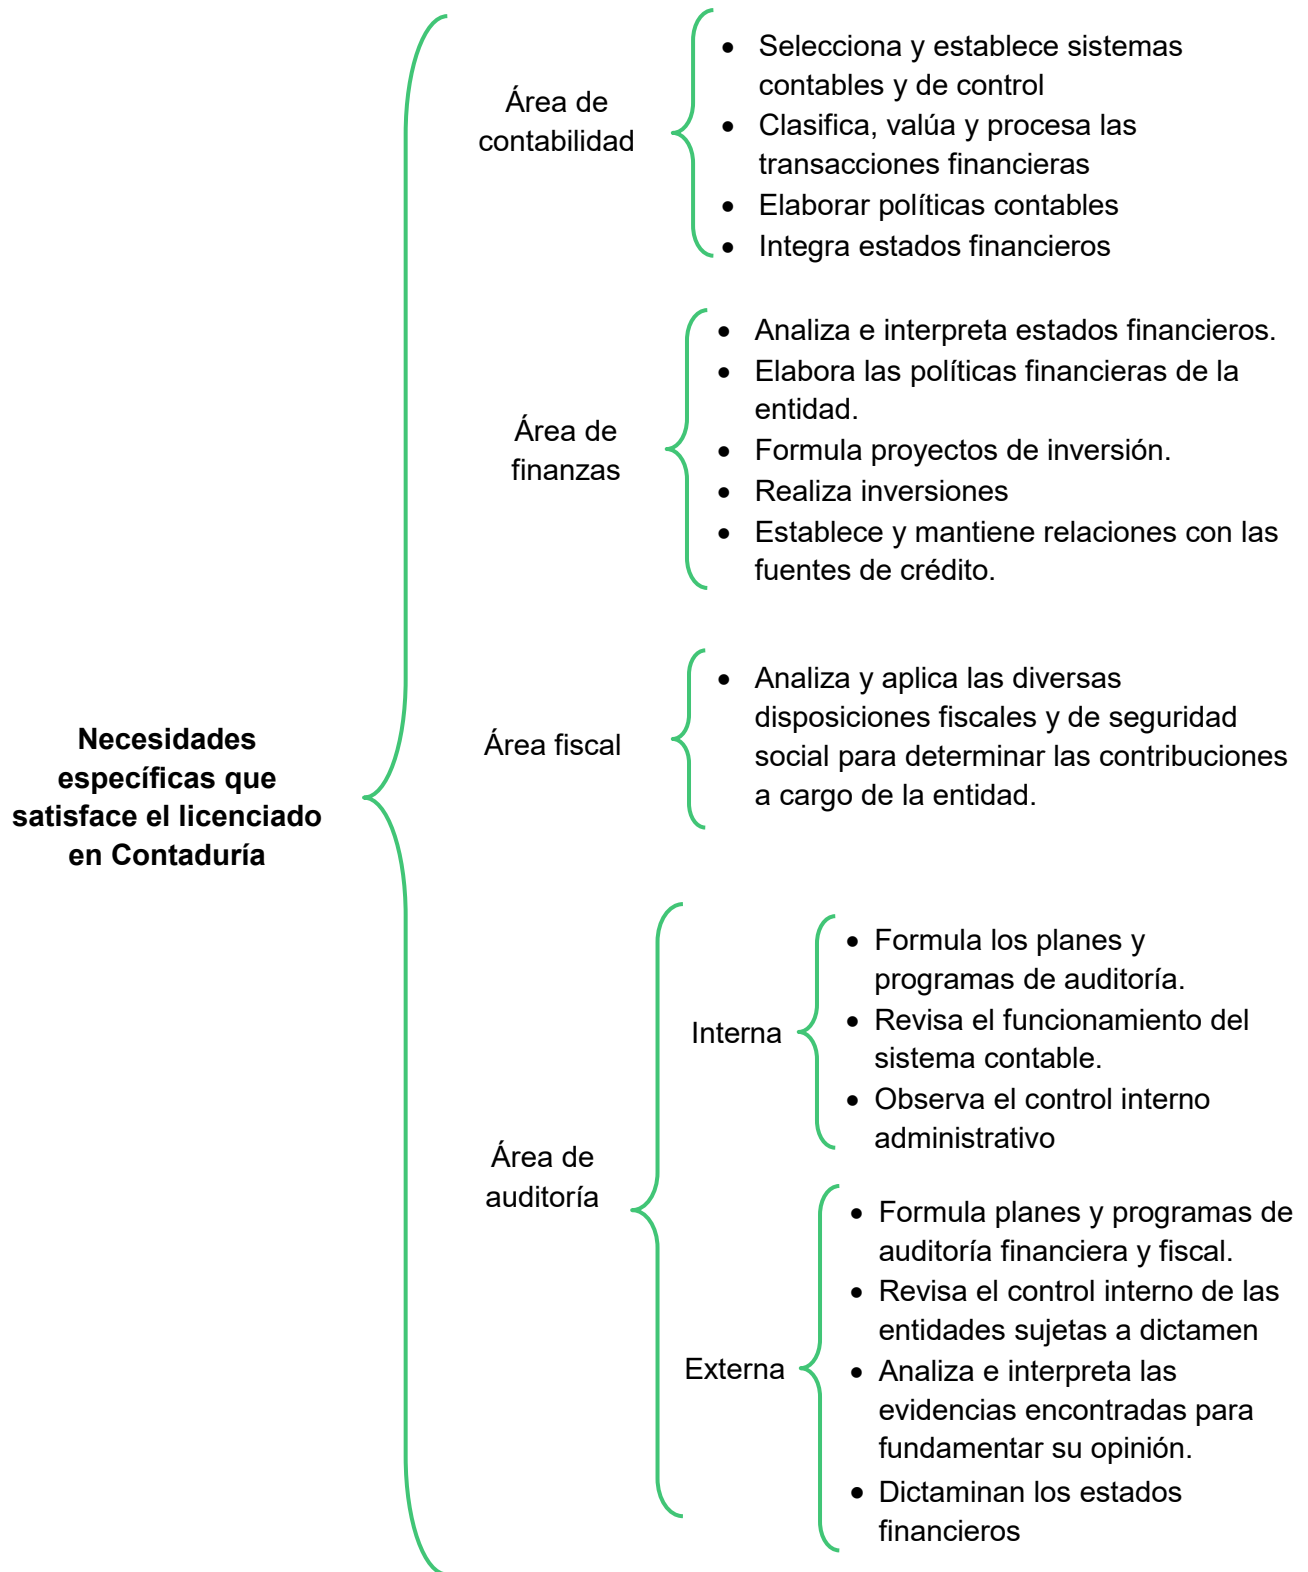 Necesidades
específicas que
satisface el licenciado
en Contaduría
Área de
contabilidad
• Selecciona y establece sistemas
contables y de control
• Clasifica, valúa y procesa las
transacciones financieras
• Elaborar políticas contables
• Integra estados financieros
Área de
finanzas
• Analiza e interpreta estados financieros.
• Elabora las políticas financieras de la
entidad.
• Formula proyectos de inversión.
• Realiza inversiones
• Establece y mantiene relaciones con las
fuentes de crédito.
Área fiscal
• Analiza y aplica las diversas
disposiciones fiscales y de seguridad
social para determinar las contribuciones
a cargo de la entidad.
Área de
auditoría
Interna
• Formula los planes y
programas de auditoría.
• Revisa el funcionamiento del
sistema contable.
• Observa el control interno
administrativo
Externa
• Formula planes y programas de
auditoría financiera y fiscal.
• Revisa el control interno de las
entidades sujetas a dictamen
• Analiza e interpreta las
evidencias encontradas para
fundamentar su opinión.
• Dictaminan los estados
financieros